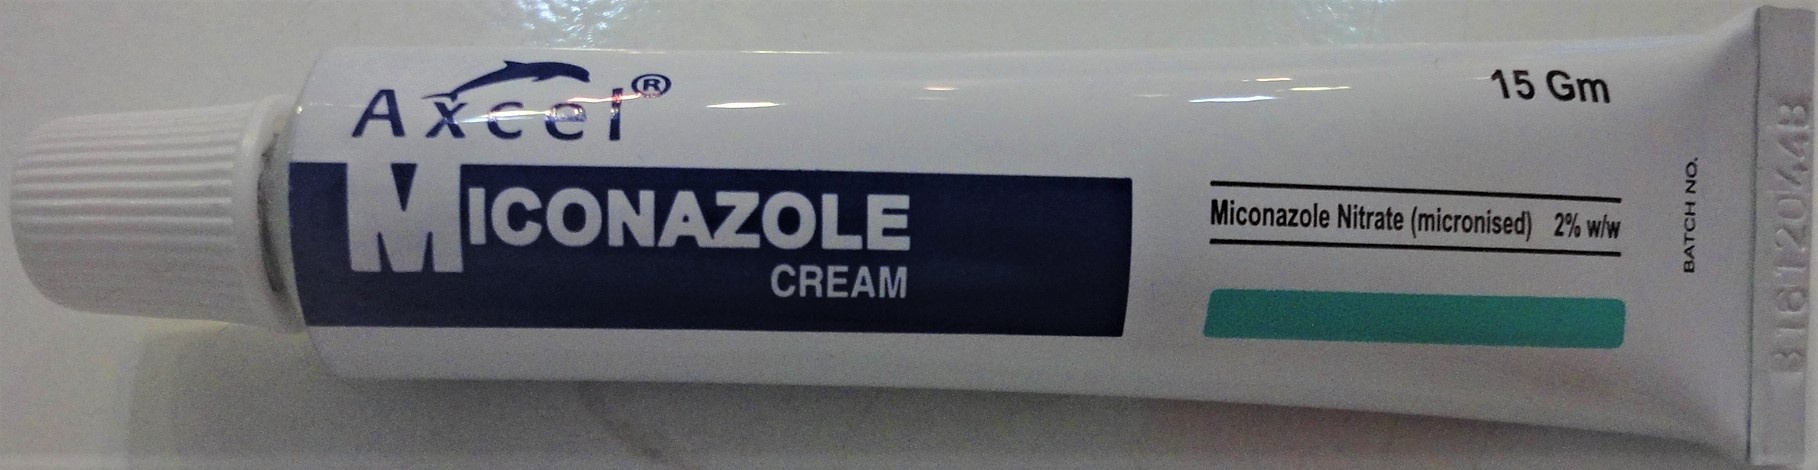 Axcel®
MICONAZOLE
CREAM
15 Gm
Miconazole Nitrate (micronised) 2% w/w
BATCH NO.